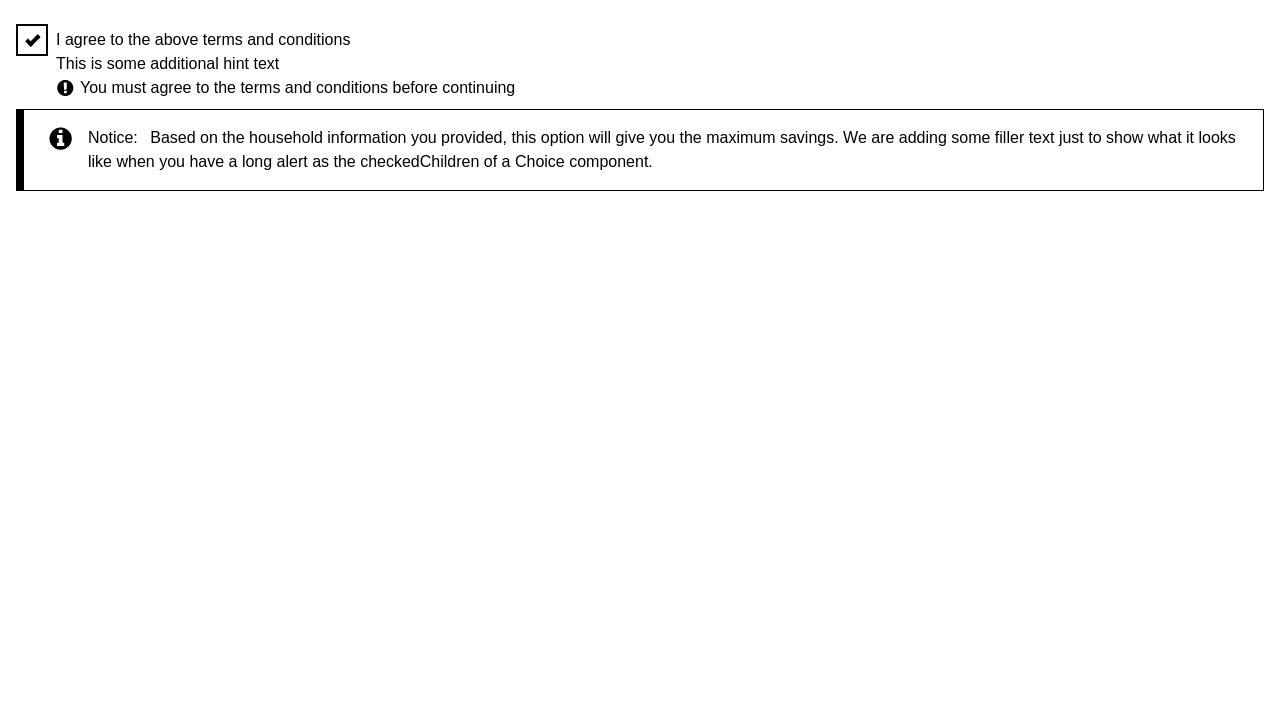 I agree to the above terms and conditions
This is some additional hint text
You must agree to the terms and conditions before continuing
Notice: Based on the household information you provided, this option will give you the maximum savings. We are adding some filler text just to show what it looks
like when you have a long alert as the checkedChildren of a Choice component.